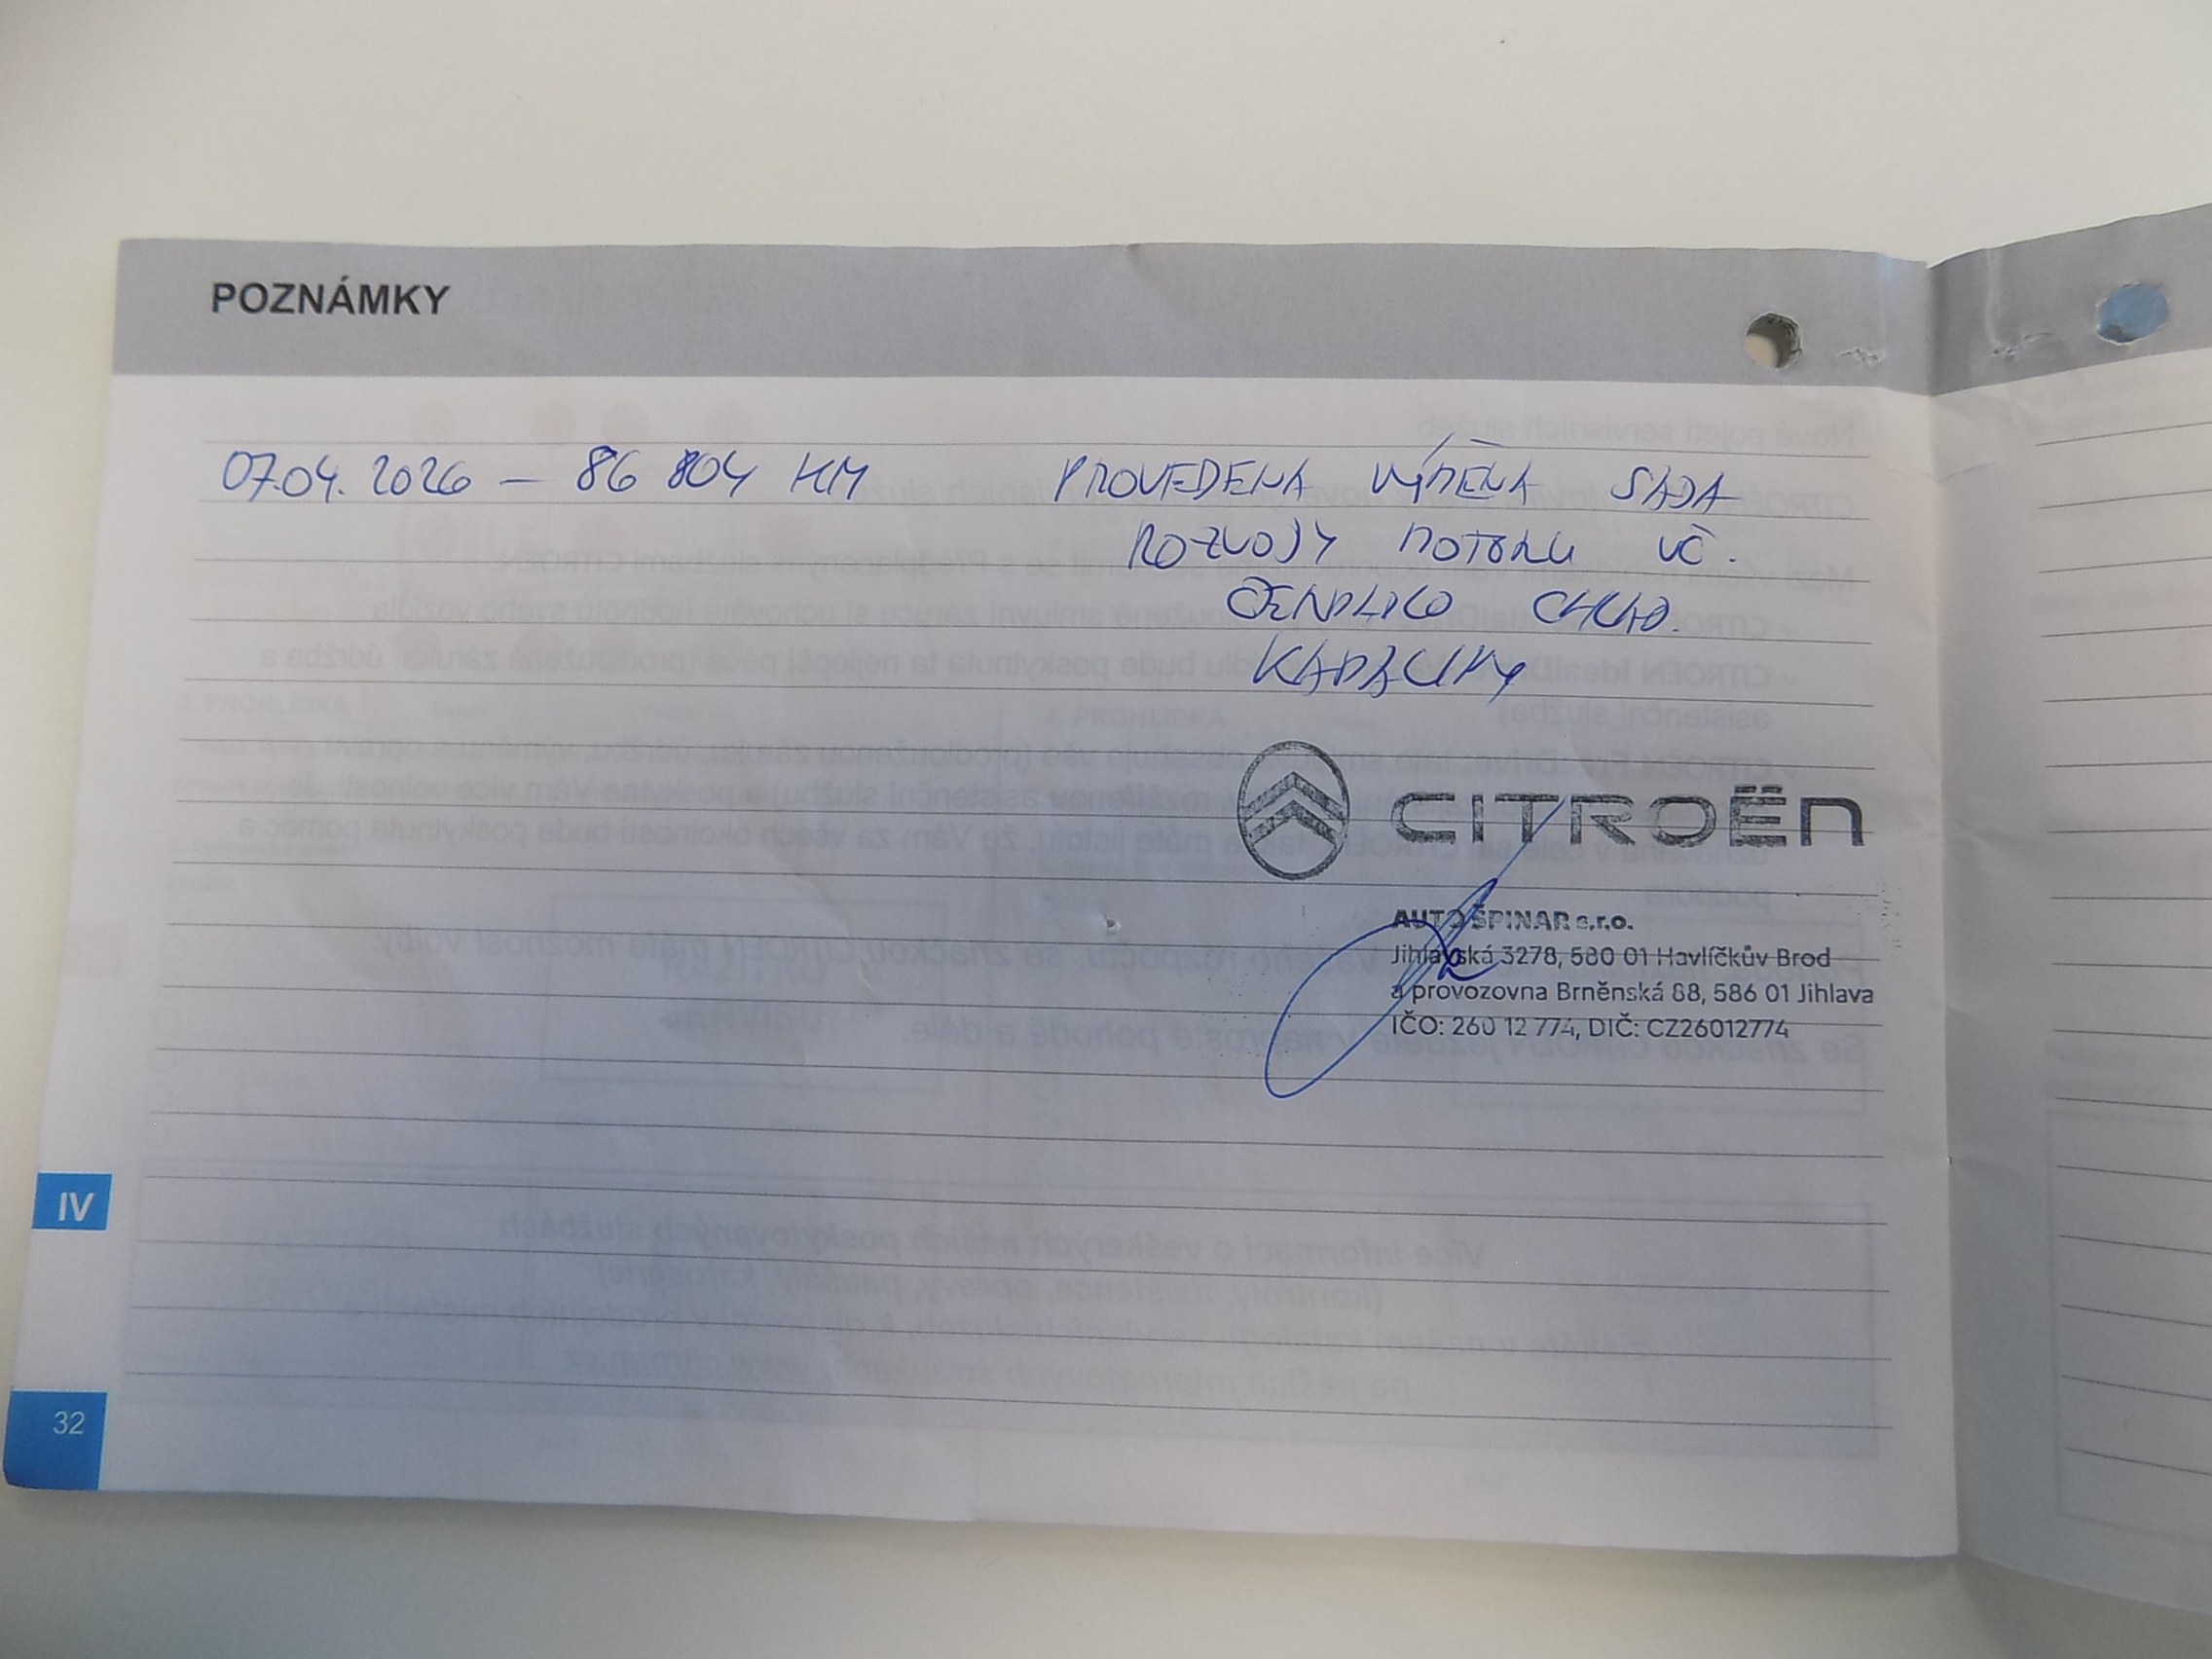 POZNÁMKY
07.04. 2026 — 86 804 KM PROVEDENA VÝMĚNA SADA
ROZVODY MOTORU VČ.
ČERPADLO CHLAD.
KAPALINY
CITROËN
AUTO ŠPINAR s.r.o.
Jihlavská 3278, 580 01 Havlíčkův Brod
a provozovna Brněnská 88, 586 01 Jihlava
IČO: 260 12 774, DIČ: CZ26012774
IV
32